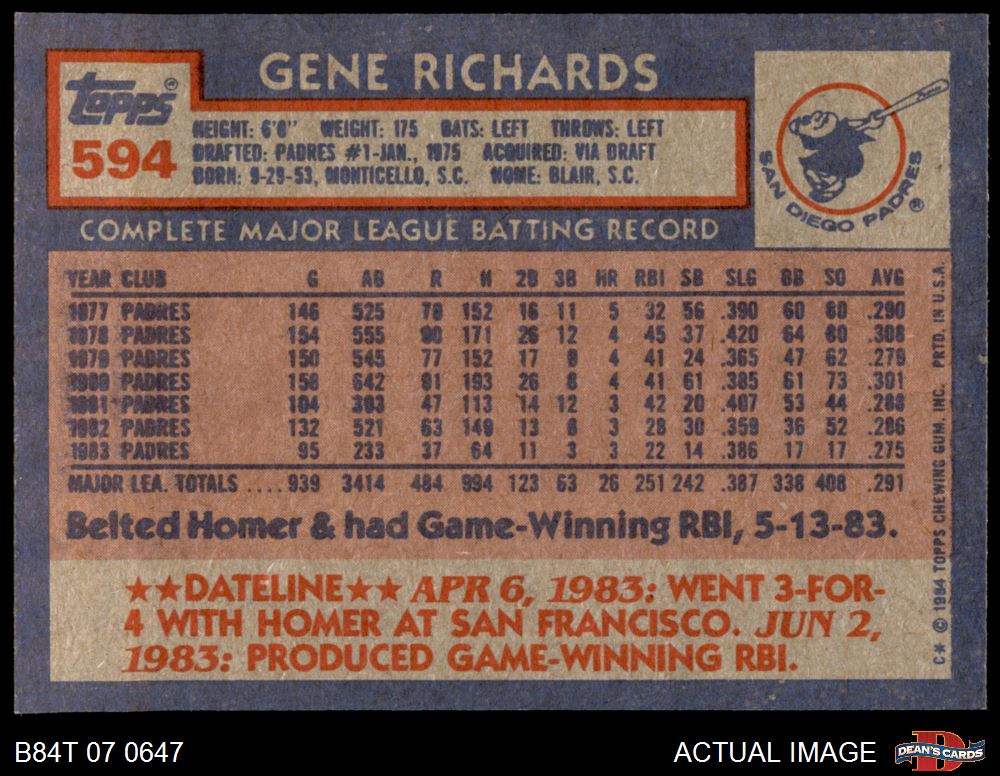 GENE RICHARDS
Topps®
594
HEIGHT: 6'0" WEIGHT: 175 BATS: LEFT THROWS: LEFT
DRAFTED: PADRES #1-JAN., 1975 ACQUIRED: VIA DRAFT
BORN: 9-29-53, MONTICELLO, S.C. HOME: BLAIR, S.C.
SAN DIEGO PADRES®
COMPLETE MAJOR LEAGUE BATTING RECORD
YEAR CLUB G AB R H 2B 3B HR RBI SB SLG BB SO AVG
1977 PADRES 146 525 79 152 16 11 5 32 56 .390 60 80 .290
1978 PADRES 154 555 90 171 26 12 4 45 37 .420 64 80 .308
1979 PADRES 150 545 77 152 17 9 4 41 24 .365 47 62 .279
1980 PADRES 158 642 91 193 26 8 4 41 61 .385 61 73 .301
1981 PADRES 104 393 47 113 14 12 3 42 20 .407 53 44 .288
1982 PADRES 132 521 63 149 13 8 3 28 30 .359 36 52 .286
1983 PADRES 95 233 37 64 11 3 3 22 14 .386 17 17 .275
MAJOR LEA. TOTALS .... 939 3414 484 994 123 63 26 251 242 .387 338 408 .291
Belted Homer & had Game-Winning RBI, 5-13-83.
★★DATELINE★★ APR 6, 1983: WENT 3-FOR-
4 WITH HOMER AT SAN FRANCISCO. JUN 2,
1983: PRODUCED GAME-WINNING RBI.
C* © 1984 TOPPS CHEWING GUM, INC. PRTD. IN U.S.A.
B84T 07 0647
ACTUAL IMAGE
DEAN'S CARDS